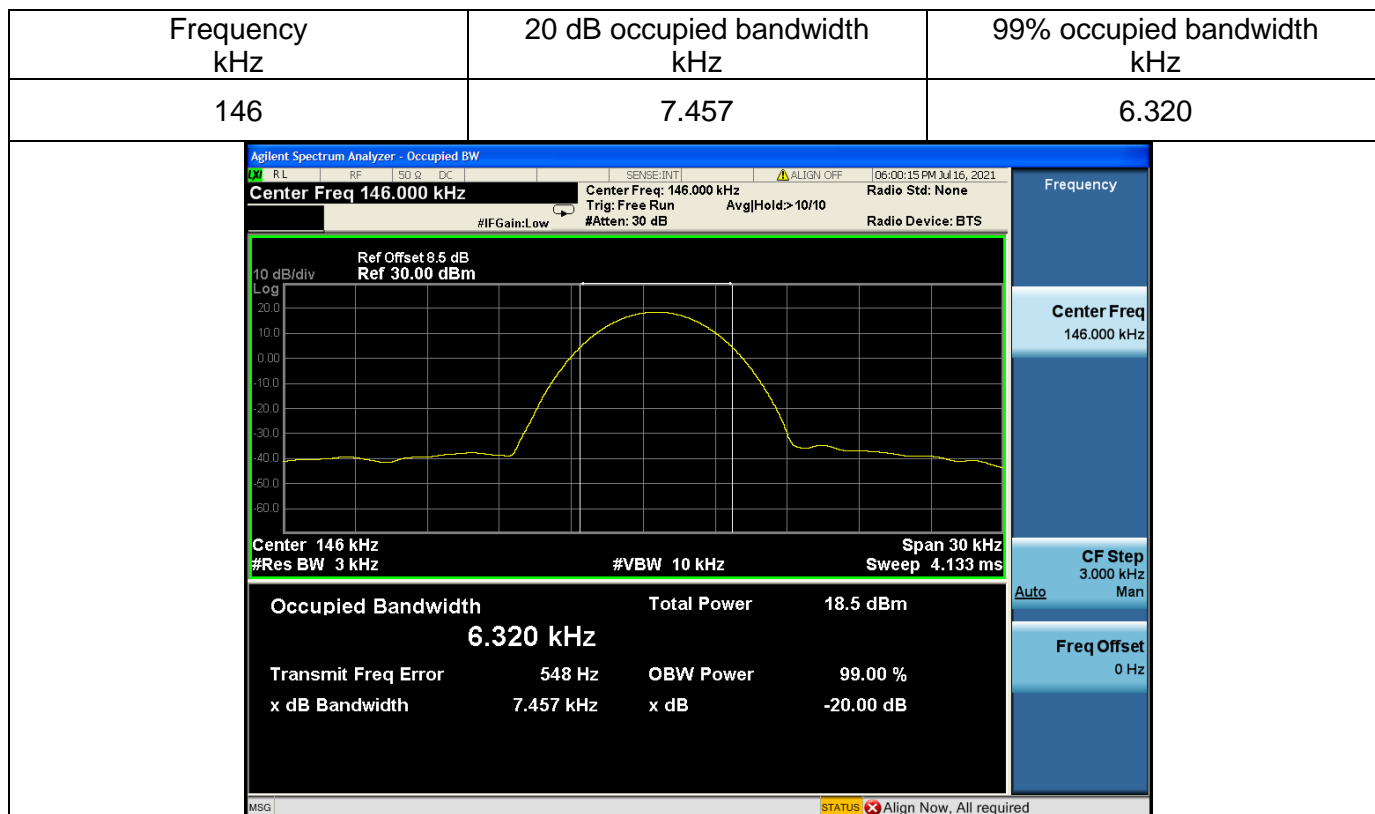 Frequency kHz 20 dB occupied bandwidth kHz 99% occupied bandwidth kHz
146 7.457 6.320
Agilent Spectrum Analyzer - Occupied BW
LXI RL RF 50 Ω DC SENSE:INT ALIGN OFF 06:00:15 PM Jul 16, 2021
Center Freq 146.000 kHz Center Freq: 146.000 kHz Radio Std: None
Trig: Free Run Avg|Hold:>10/10
#IFGain:Low #Atten: 30 dB Radio Device: BTS
Ref Offset 8.5 dB
10 dB/div Ref 30.00 dBm
Log
20.0
10.0
0.00
-10.0
-20.0
-30.0
-40.0
-50.0
-60.0
Center 146 kHz Span 30 kHz
#Res BW 3 kHz #VBW 10 kHz Sweep 4.133 ms
Occupied Bandwidth Total Power 18.5 dBm
6.320 kHz
Transmit Freq Error 548 Hz OBW Power 99.00 %
x dB Bandwidth 7.457 kHz x dB -20.00 dB
MSG STATUS Align Now, All required
Frequency
Center Freq
146.000 kHz
CF Step
3.000 kHz
Auto Man
Freq Offset
0 Hz